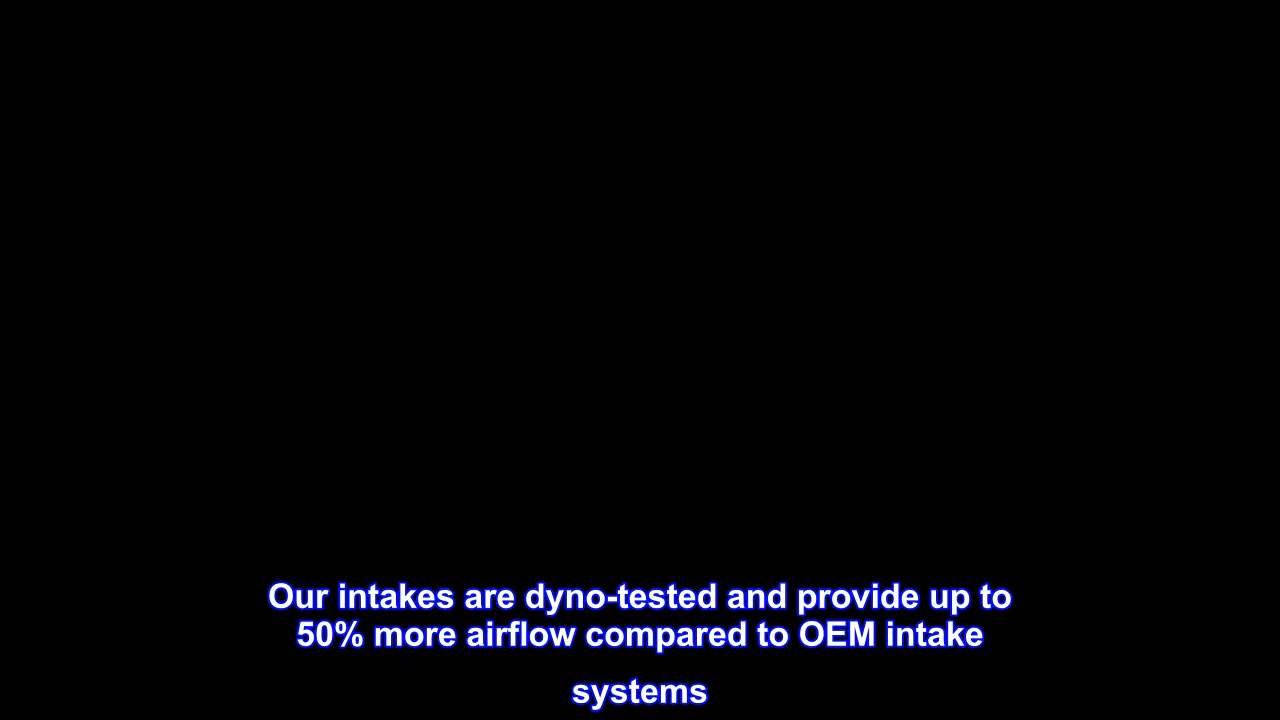 Our intakes are dyno-tested and provide up to
50% more airflow compared to OEM intake
systems